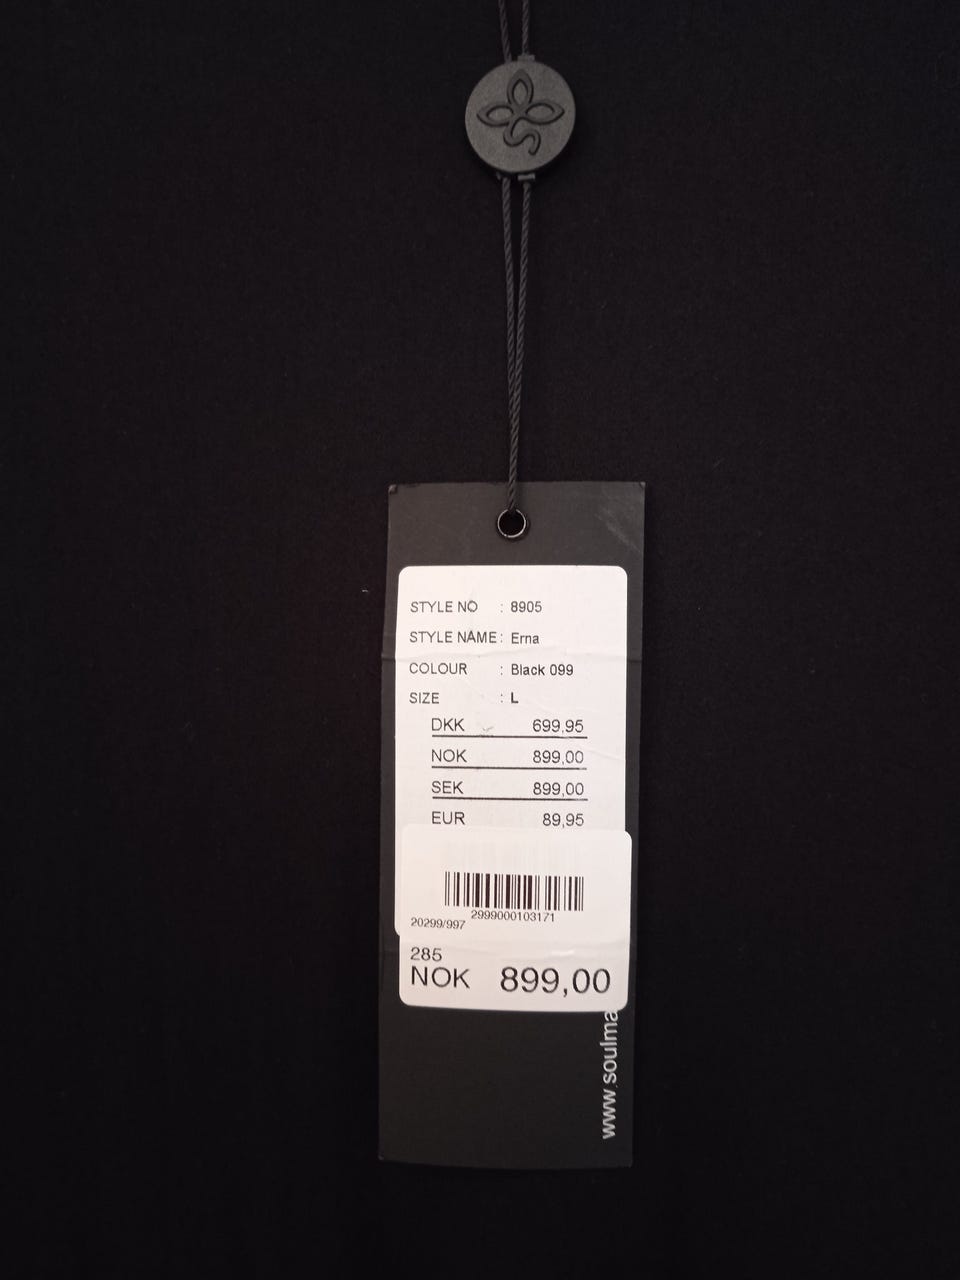 STYLE NO : 8905
STYLE NAME : Erna
COLOUR : Black 099
SIZE : L
DKK 699,95
NOK 899,00
SEK 899,00
EUR 89,95
2999000103171
20299/997
285
NOK 899,00
www.soulma